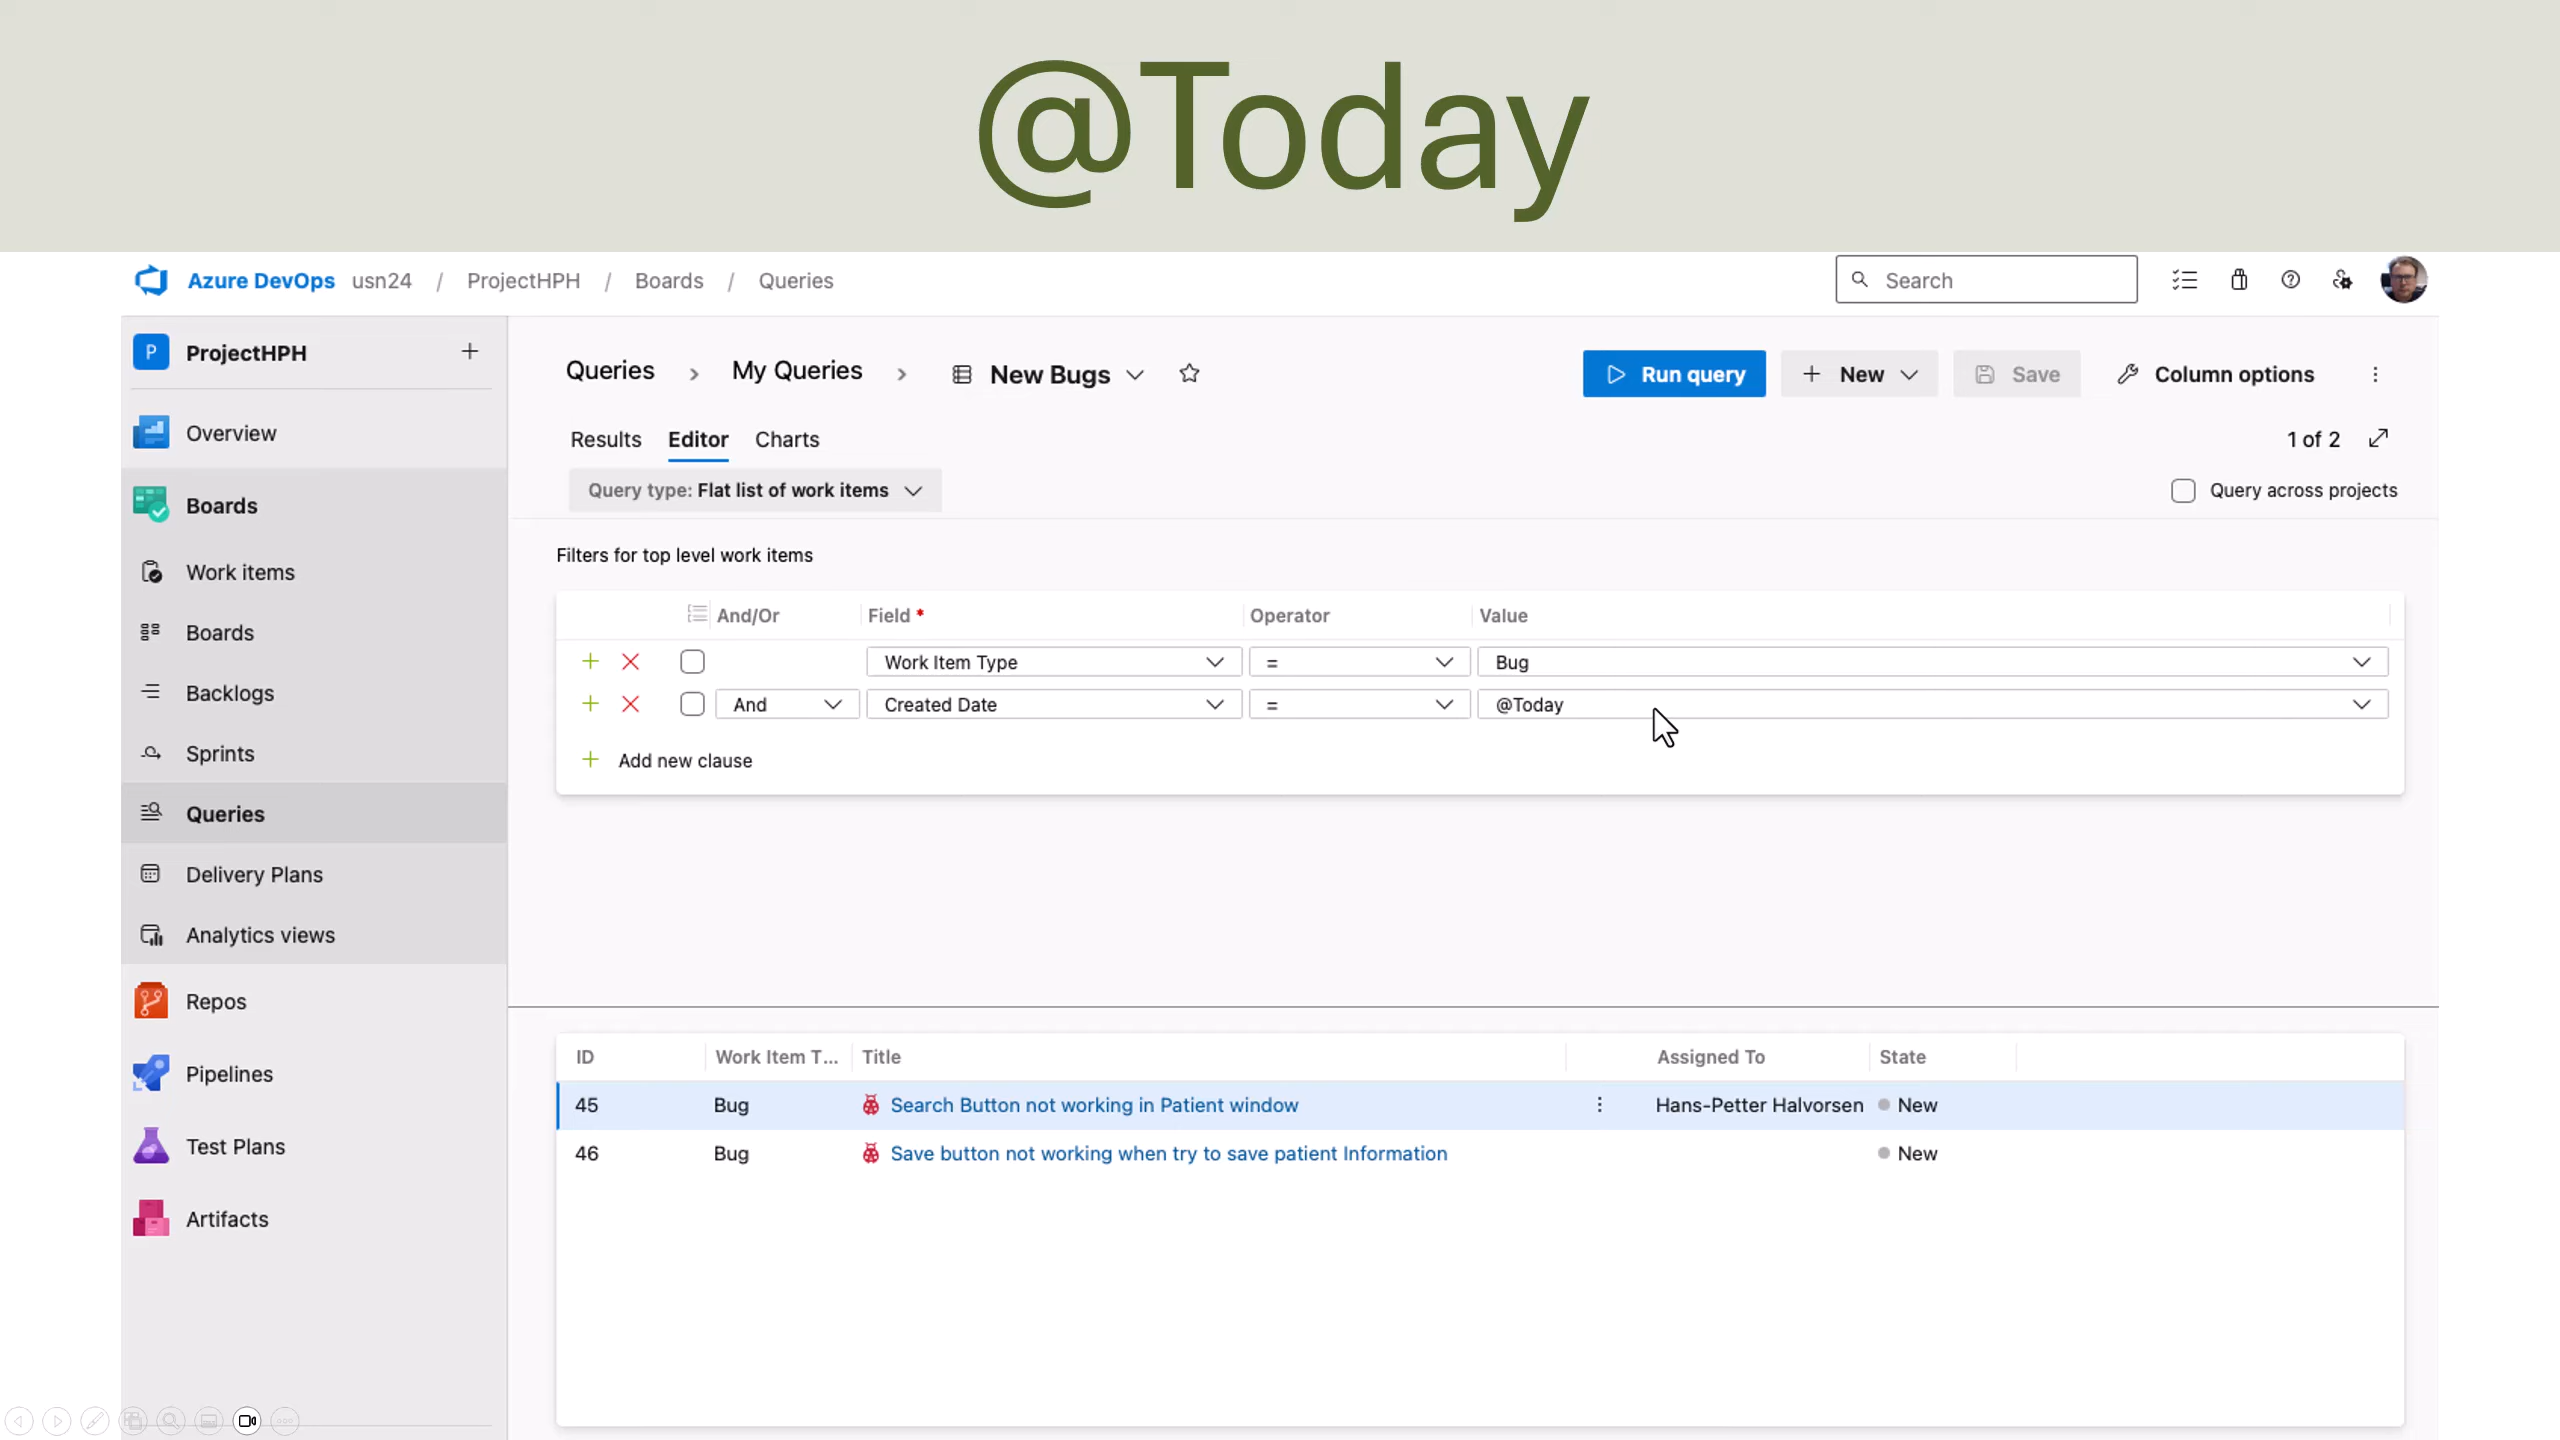 @Today
Azure DevOps usn24 / ProjectHPH / Boards / Queries
Search
P ProjectHPH
Queries > My Queries > New Bugs
Run query
New
Save
Column options
Overview
Results Editor Charts
1 of 2
Query type: Flat list of work items
Query across projects
Boards
Filters for top level work items
Work items
And/Or Field * Operator Value
Boards
Work Item Type = Bug
Backlogs
And Created Date = @Today
Sprints
Add new clause
Queries
Delivery Plans
Analytics views
Repos
ID Work Item T... Title Assigned To State
Pipelines
45 Bug Search Button not working in Patient window Hans-Petter Halvorsen New
Test Plans
46 Bug Save button not working when try to save patient Information New
Artifacts